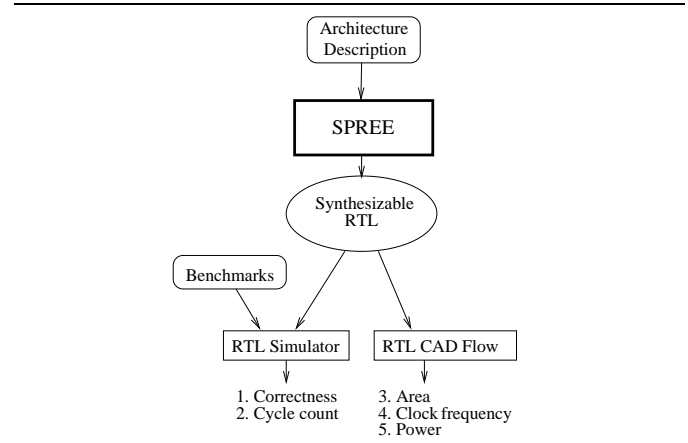 Architecture
Description
SPREE
Synthesizable
RTL
Benchmarks
RTL Simulator
RTL CAD Flow
1. Correctness
2. Cycle count
3. Area
4. Clock frequency
5. Power